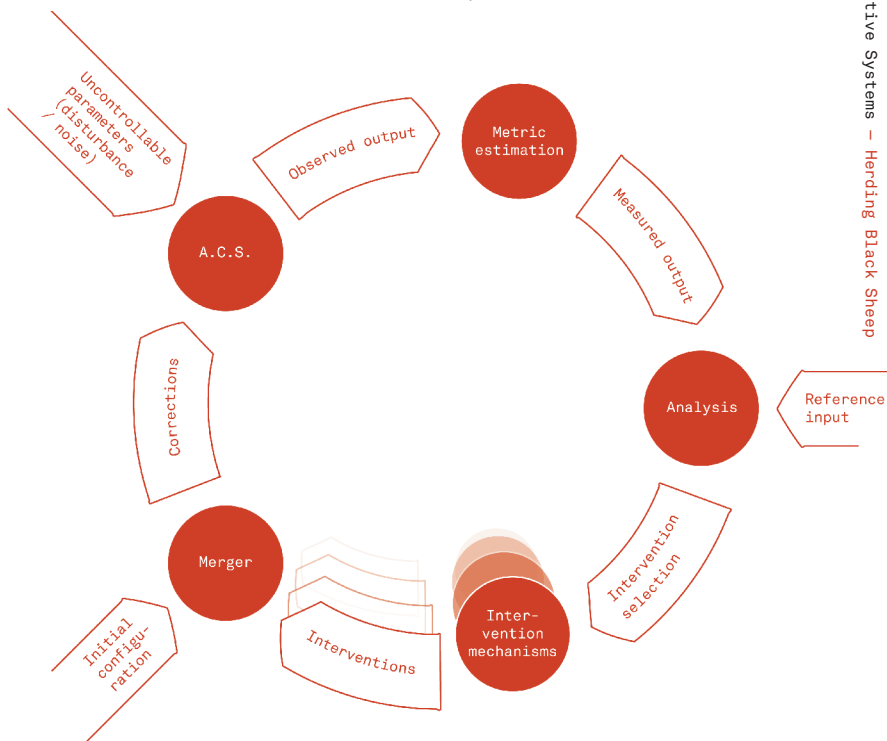 tive Systems — Herding Black Sheep
Uncontrollable
parameters
(disturbance
/ noise)
Observed output
Metric
estimation
Measured output
A.C.S.
Analysis
Reference
input
Corrections
Intervention
selection
Merger
Inter-
vention
mechanisms
Interventions
Initial
configu-
ration